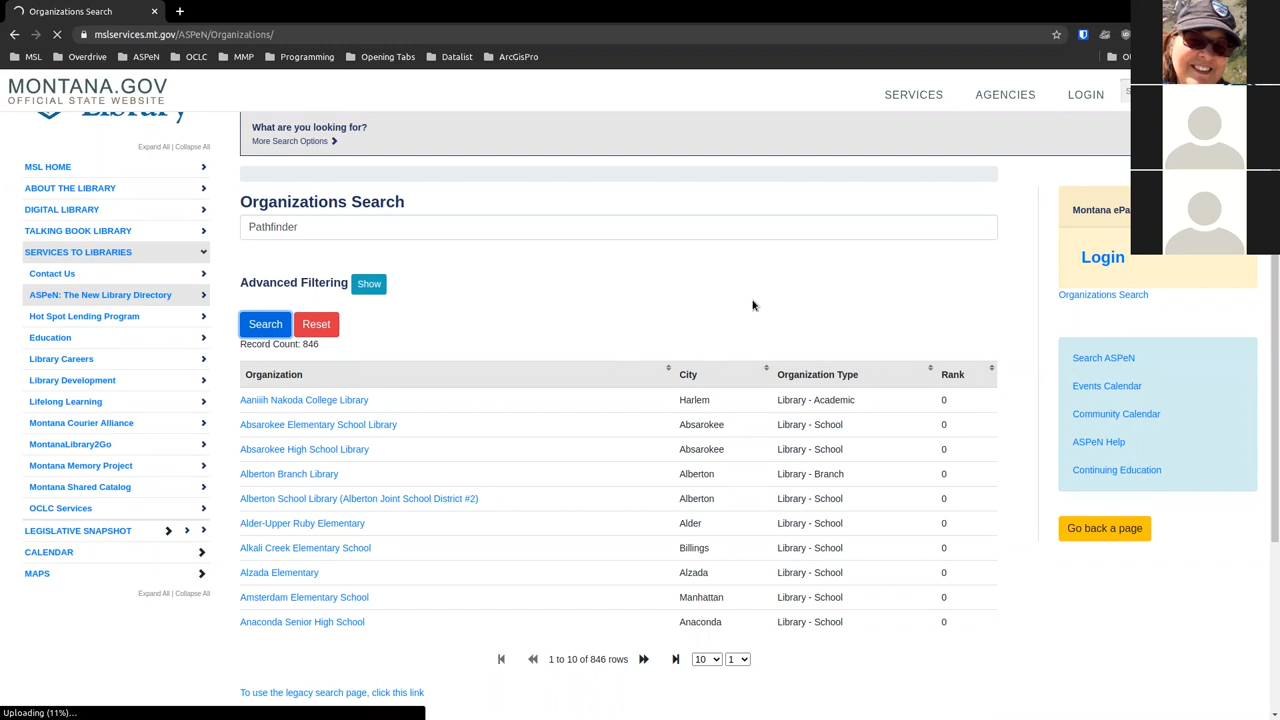 Organizations Search
mslservices.mt.gov/ASPeN/Organizations/
MSL Overdrive ASPeN OCLC MMP Programming Opening Tabs Datalist ArcGisPro
MONTANA.GOV
OFFICIAL STATE WEBSITE
SERVICES AGENCIES LOGIN
Library
Expand All | Collapse All
MSL HOME
ABOUT THE LIBRARY
DIGITAL LIBRARY
TALKING BOOK LIBRARY
SERVICES TO LIBRARIES
Contact Us
ASPeN: The New Library Directory
Hot Spot Lending Program
Education
Library Careers
Library Development
Lifelong Learning
Montana Courier Alliance
MontanaLibrary2Go
Montana Memory Project
Montana Shared Catalog
OCLC Services
LEGISLATIVE SNAPSHOT
CALENDAR
MAPS
Expand All | Collapse All
What are you looking for?
More Search Options
Organizations Search
Pathfinder
Advanced Filtering Show
Search Reset
Record Count: 846
Organization City Organization Type Rank
Aaniiih Nakoda College Library Harlem Library - Academic 0
Absarokee Elementary School Library Absarokee Library - School 0
Absarokee High School Library Absarokee Library - School 0
Alberton Branch Library Alberton Library - Branch 0
Alberton School Library (Alberton Joint School District #2) Alberton Library - School 0
Alder-Upper Ruby Elementary Alder Library - School 0
Alkali Creek Elementary School Billings Library - School 0
Alzada Elementary Alzada Library - School 0
Amsterdam Elementary School Manhattan Library - School 0
Anaconda Senior High School Anaconda Library - School 0
1 to 10 of 846 rows 10 1
To use the legacy search page, click this link
Montana
Login
Organizations Search
Search ASPeN
Events Calendar
Community Calendar
ASPeN Help
Continuing Education
Go back a page
Uploading (11%)...